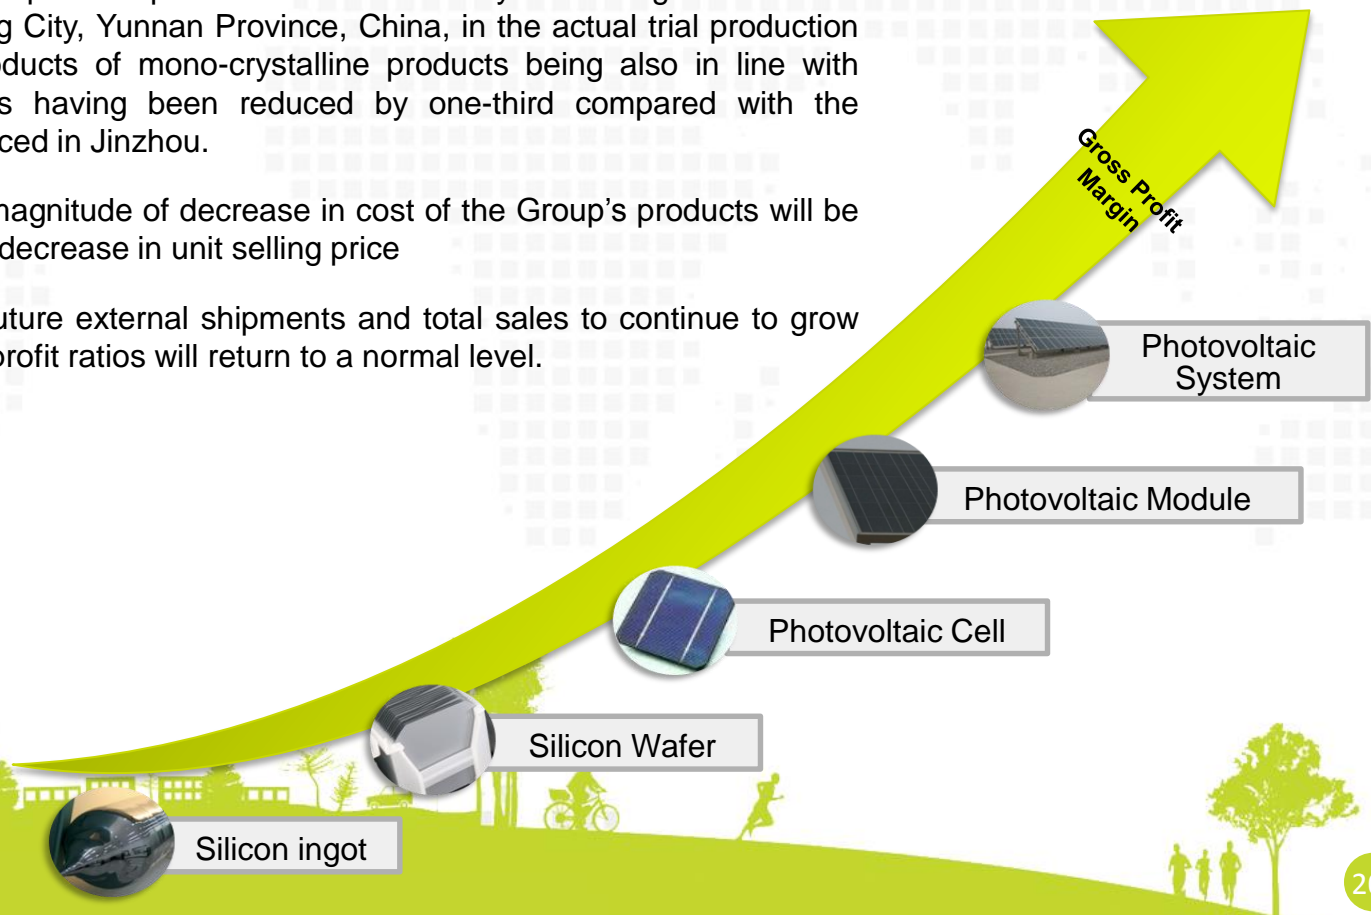 g City, Yunnan Province, China, in the actual trial production
oducts of mono-crystalline products being also in line with
s having been reduced by one-third compared with the
ced in Jinzhou.
magnitude of decrease in cost of the Group's products will be
decrease in unit selling price
uture external shipments and total sales to continue to grow
profit ratios will return to a normal level.
Gross Profit
Margin
Photovoltaic
System
Photovoltaic Module
Photovoltaic Cell
Silicon Wafer
Silicon ingot